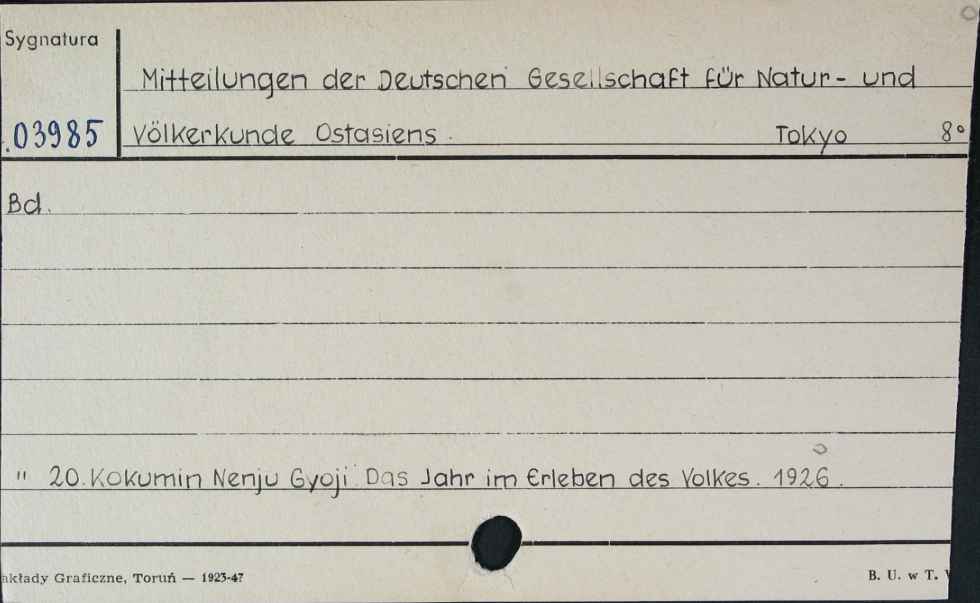 Sygnatura
Mitteilungen der Deutschen Gesellschaft für Natur- und
.03985 Völkerkunde Ostasiens. Tokyo 8°
Bd.
" 20. Kokumin Nenju Gyoji. Das Jahr im Erleben des Volkes. 1926.
akłady Graficzne, Toruń — 1923-47 B. U. w T.